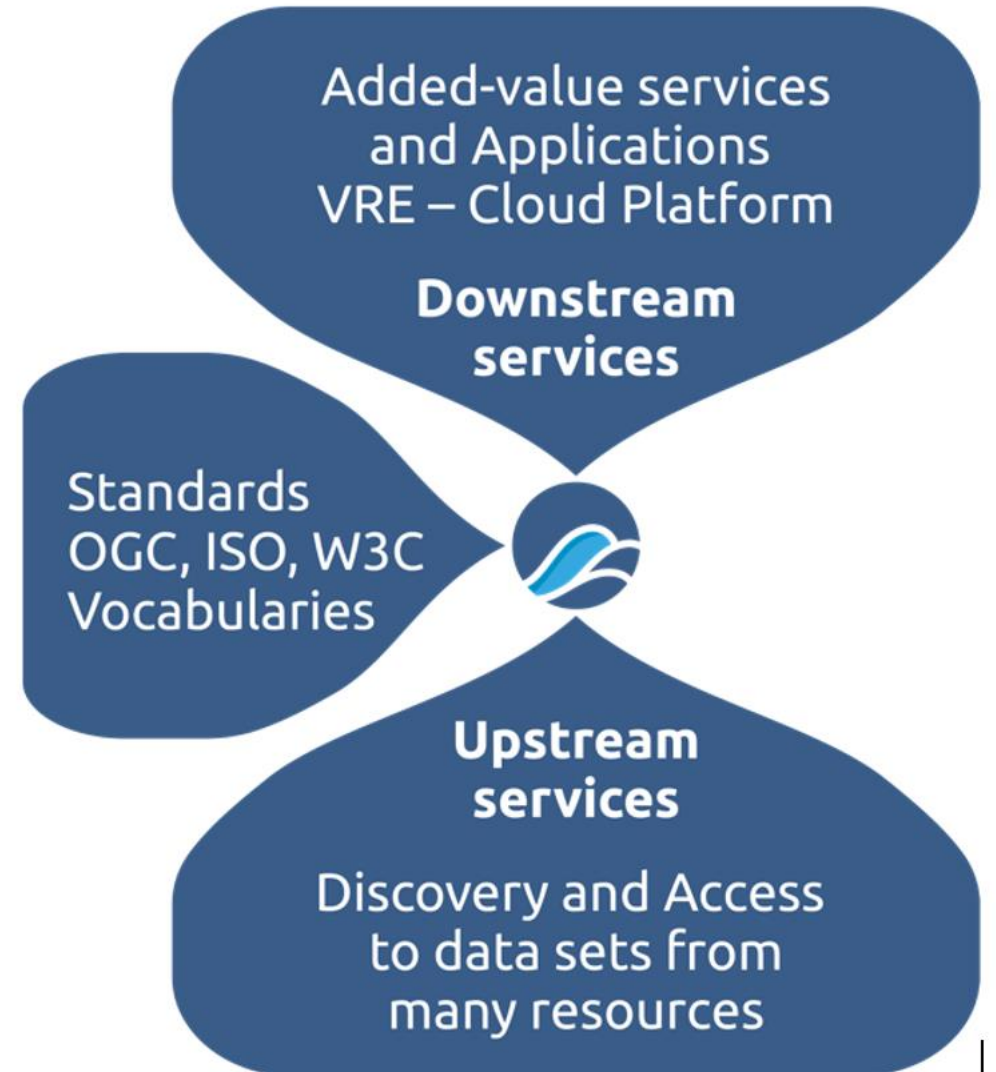 Added-value services
and Applications
VRE – Cloud Platform
Downstream
services
Standards
OGC, ISO, W3C
Vocabularies
Upstream
services
Discovery and Access
to data sets from
many resources